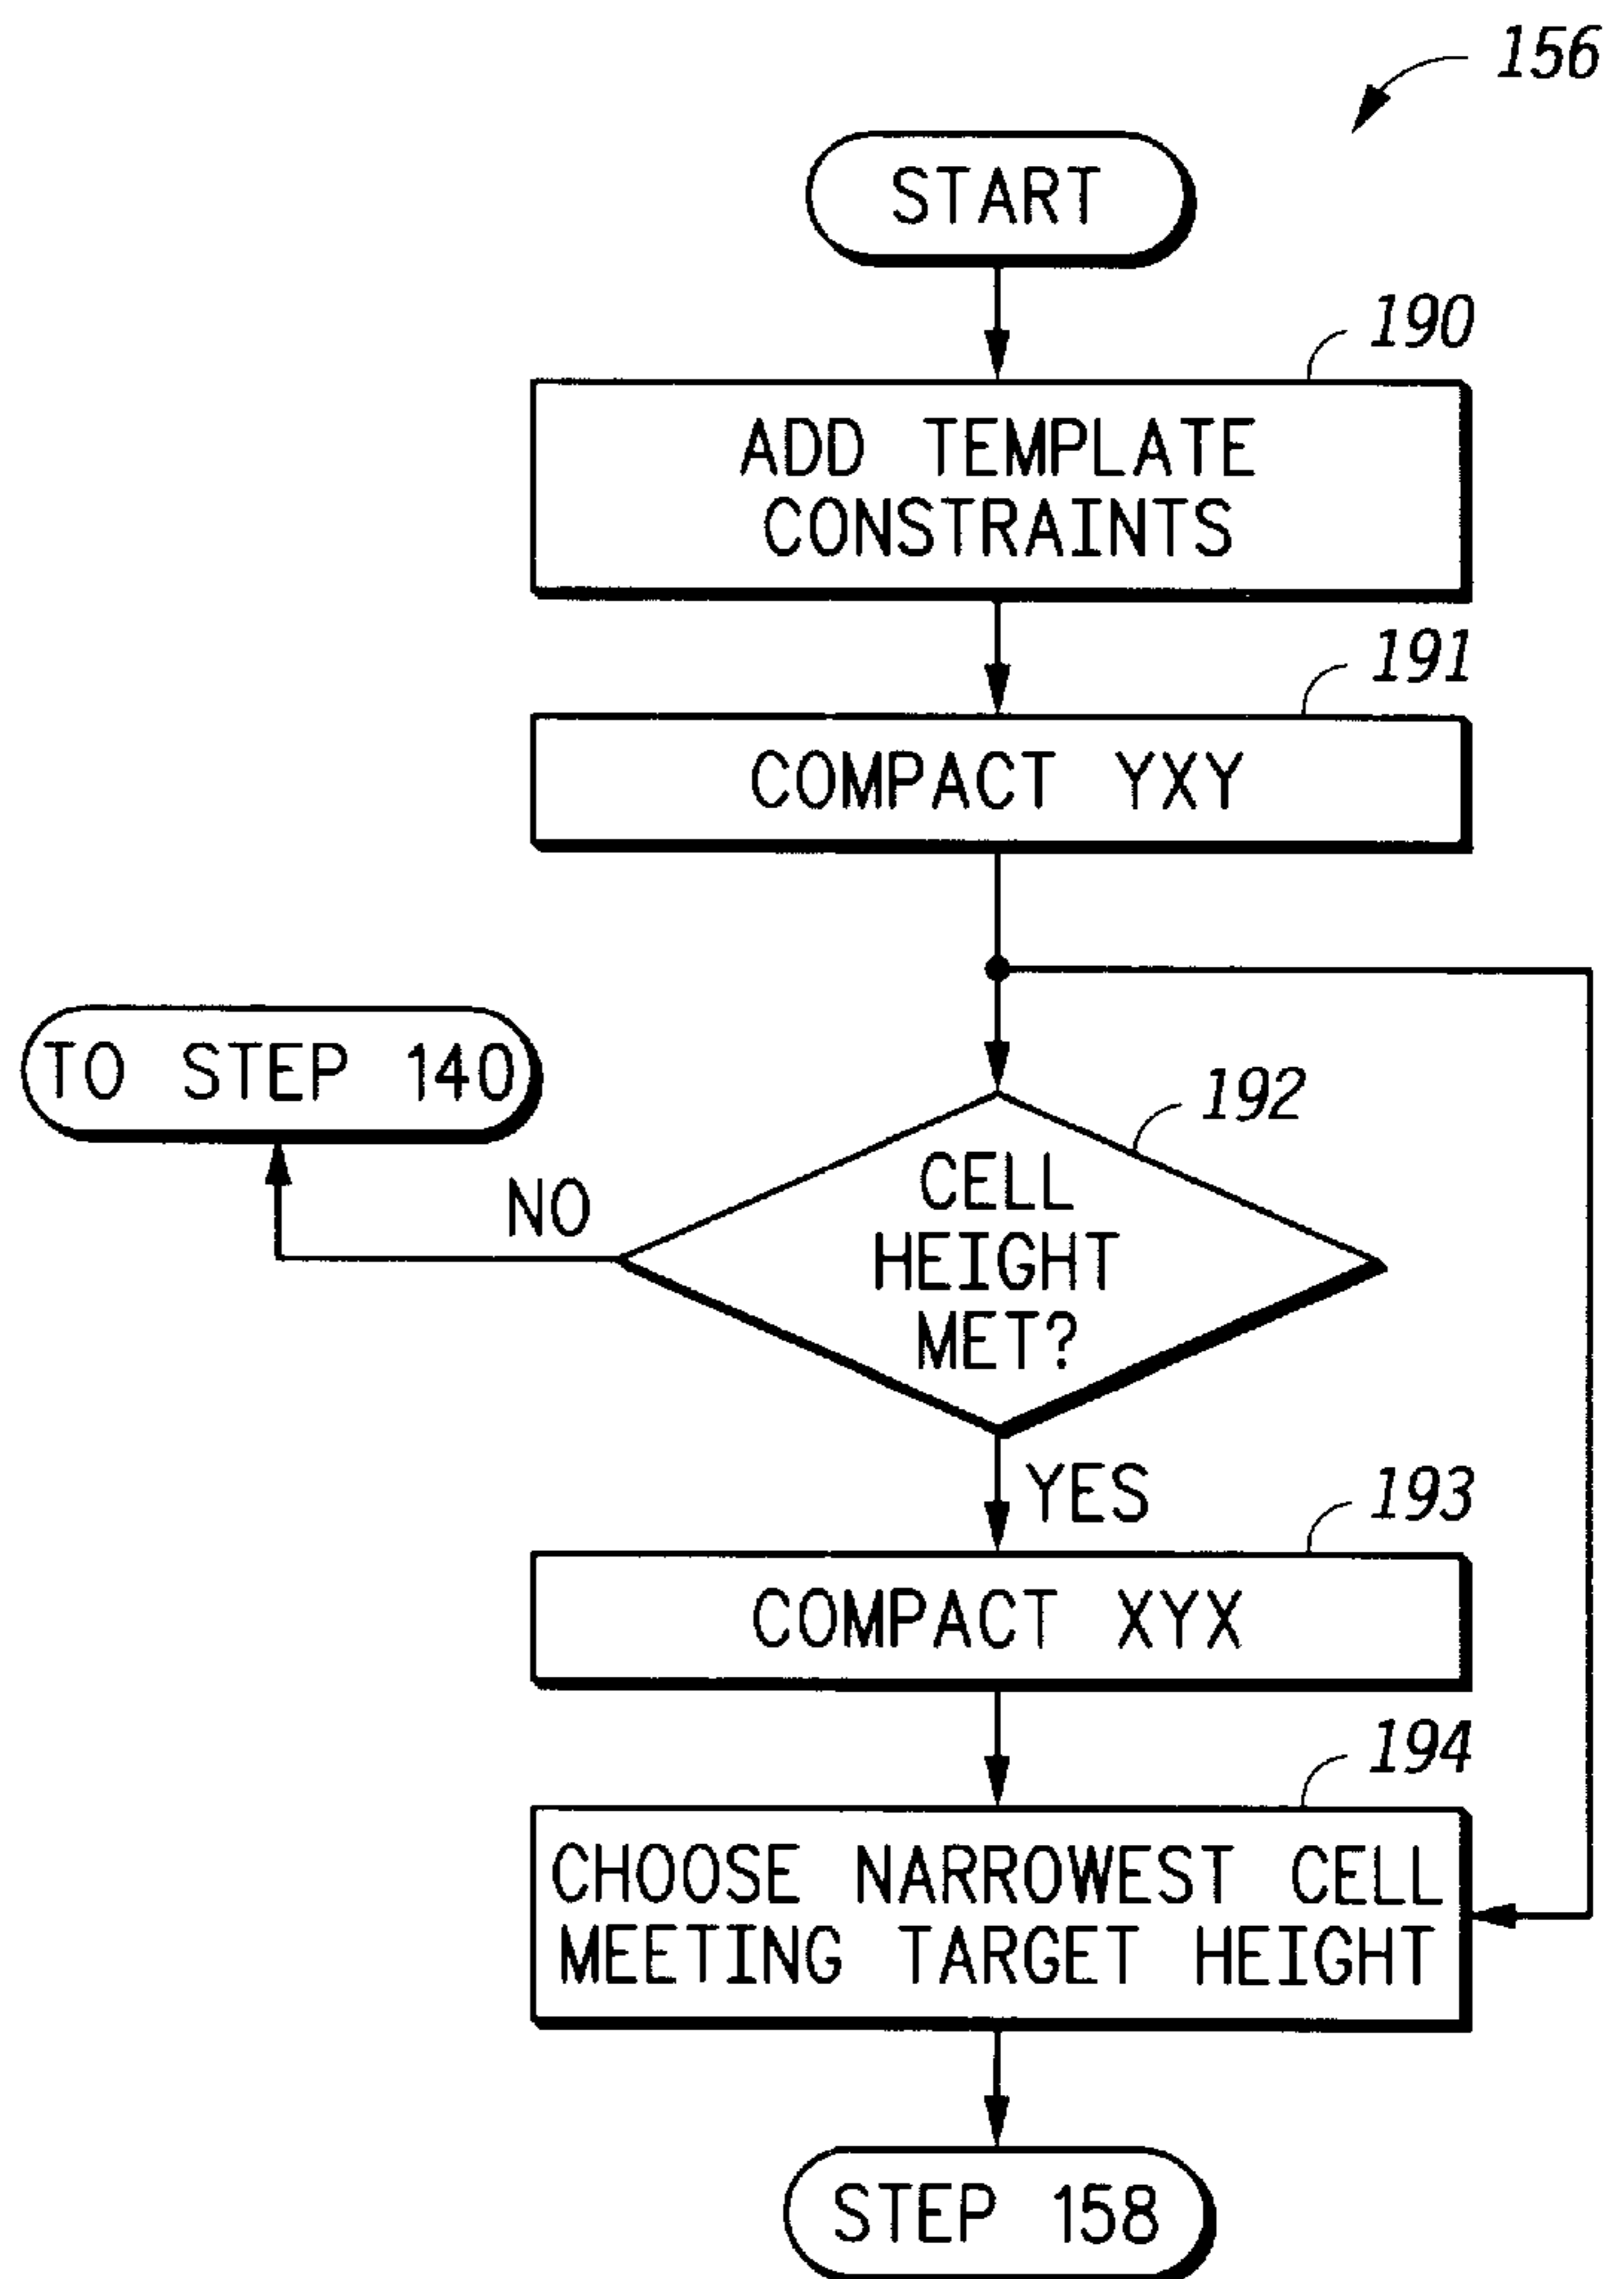 156
START
190
ADD TEMPLATE
CONSTRAINTS
191
COMPACT YXY
TO STEP 140
192
NO
CELL
HEIGHT
MET?
YES
193
COMPACT XYX
194
CHOOSE NARROWEST CELL
MEETING TARGET HEIGHT
STEP 158